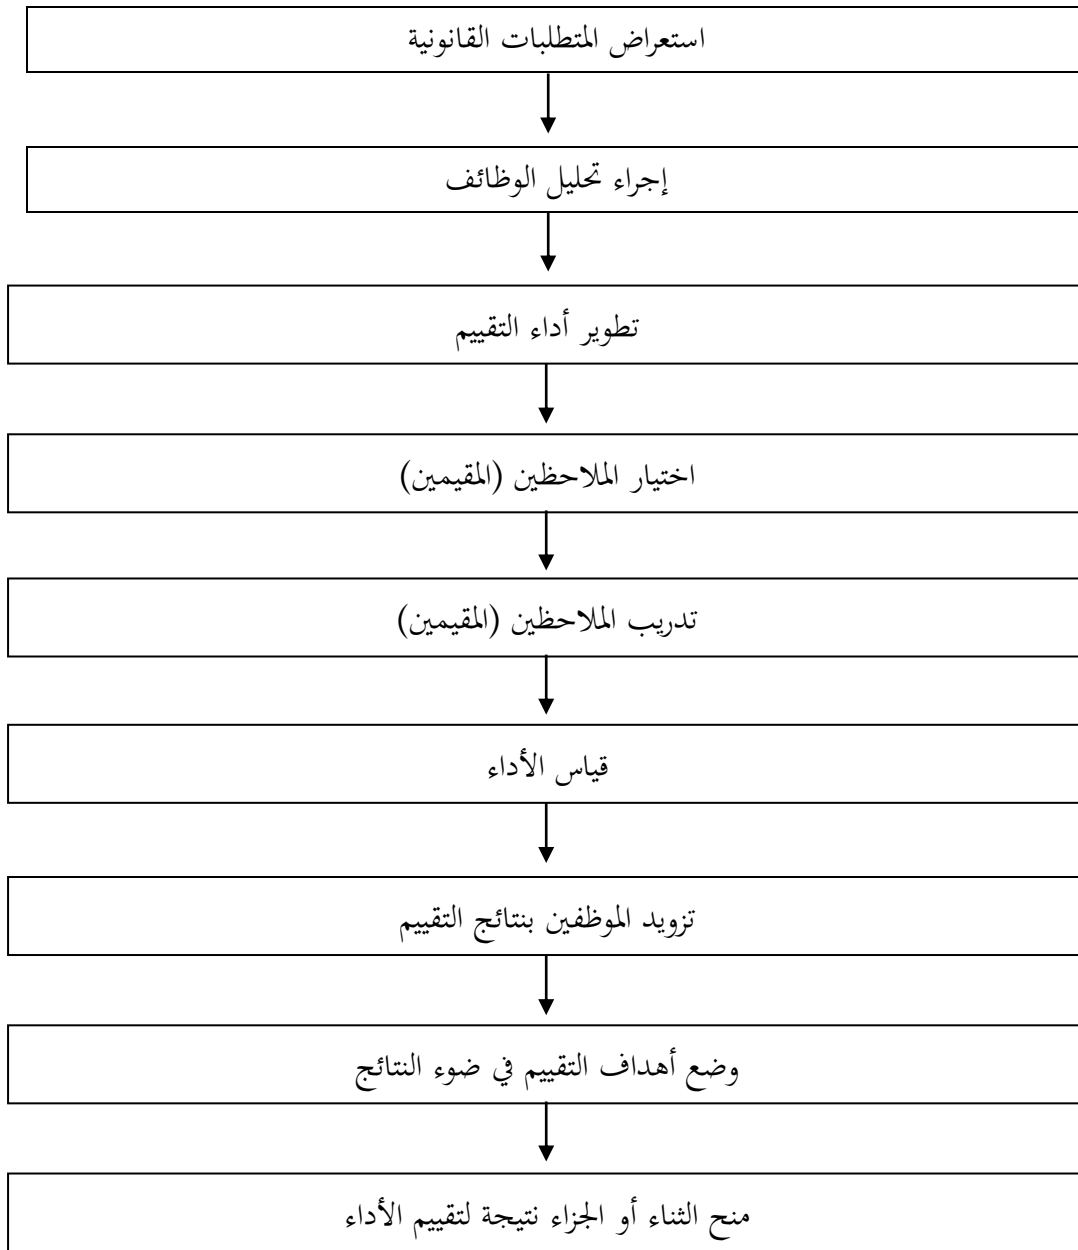 استعراض المتطلبات القانونية
إجراء تحليل الوظائف
تطوير أداء التقييم
اختيار الملاحظين (المقيمين)
تدريب الملاحظين (المقيمين)
قياس الأداء
تزويد الموظفين بنتائج التقييم
وضع أهداف التقييم في ضوء النتائج
منح الثناء أو الجزاء نتيجة لتقييم الأداء